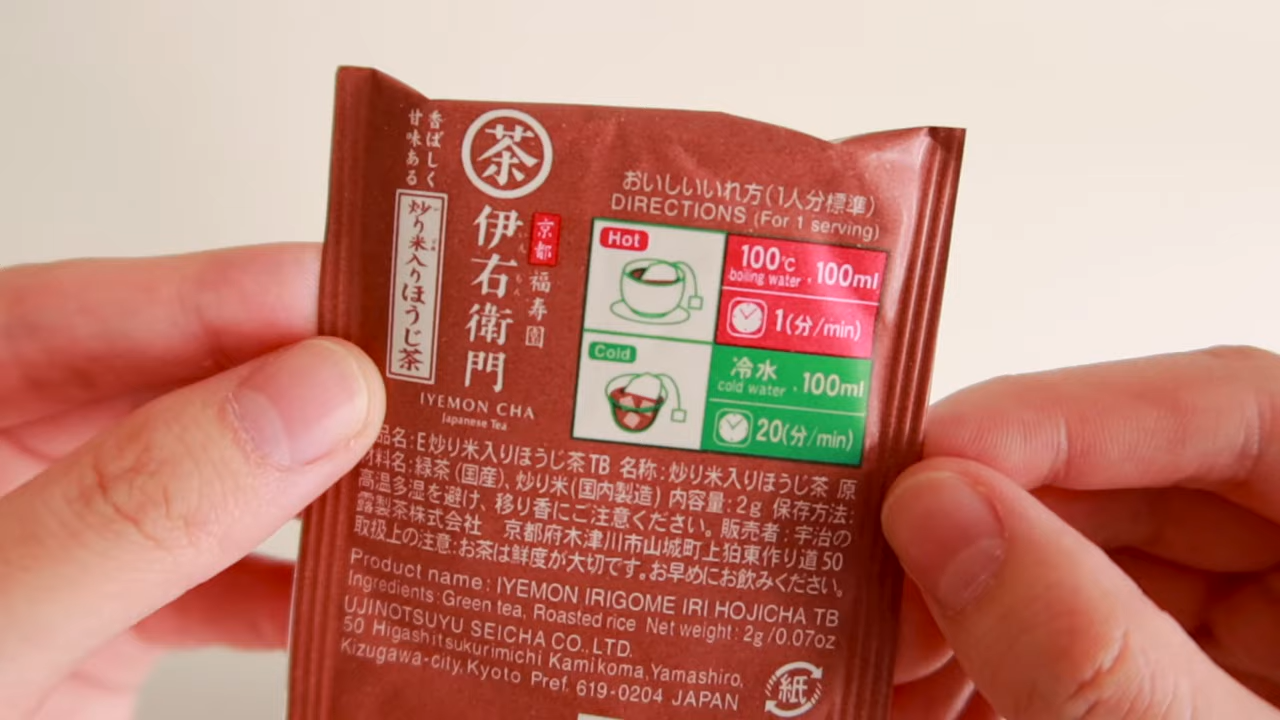 香ばしく
甘味ある
炒り米入りほうじ茶
茶
京都
福寿園
伊右衛門
IYEMON CHA
Japanese Tea
おいしいいれ方(1人分標準)
DIRECTIONS (For 1 serving)
Hot
100℃・100ml
boiling water
1(分/min)
Cold
冷水・100ml
cold water
20(分/min)
品名:E炒り米入りほうじ茶TB 名称:炒り米入りほうじ茶 原
材料名:緑茶(国産)、炒り米(国内製造) 内容量:2g 保存方法:
高温多湿を避け、移り香にご注意ください。販売者:宇治の
露製茶株式会社 京都府木津川市山城町上狛東作り道50
取扱上の注意:お茶は鮮度が大切です。お早めにお飲みください。
Product name: IYEMON IRIGOME IRI HOJICHA TB
Ingredients: Green tea, Roasted rice Net weight: 2g/0.07oz
UJINOTSUYU SEICHA CO., LTD.
50 Higashitsukurimichi Kamikoma, Yamashiro,
Kizugawa-city, Kyoto Pref. 619-0204 JAPAN
紙